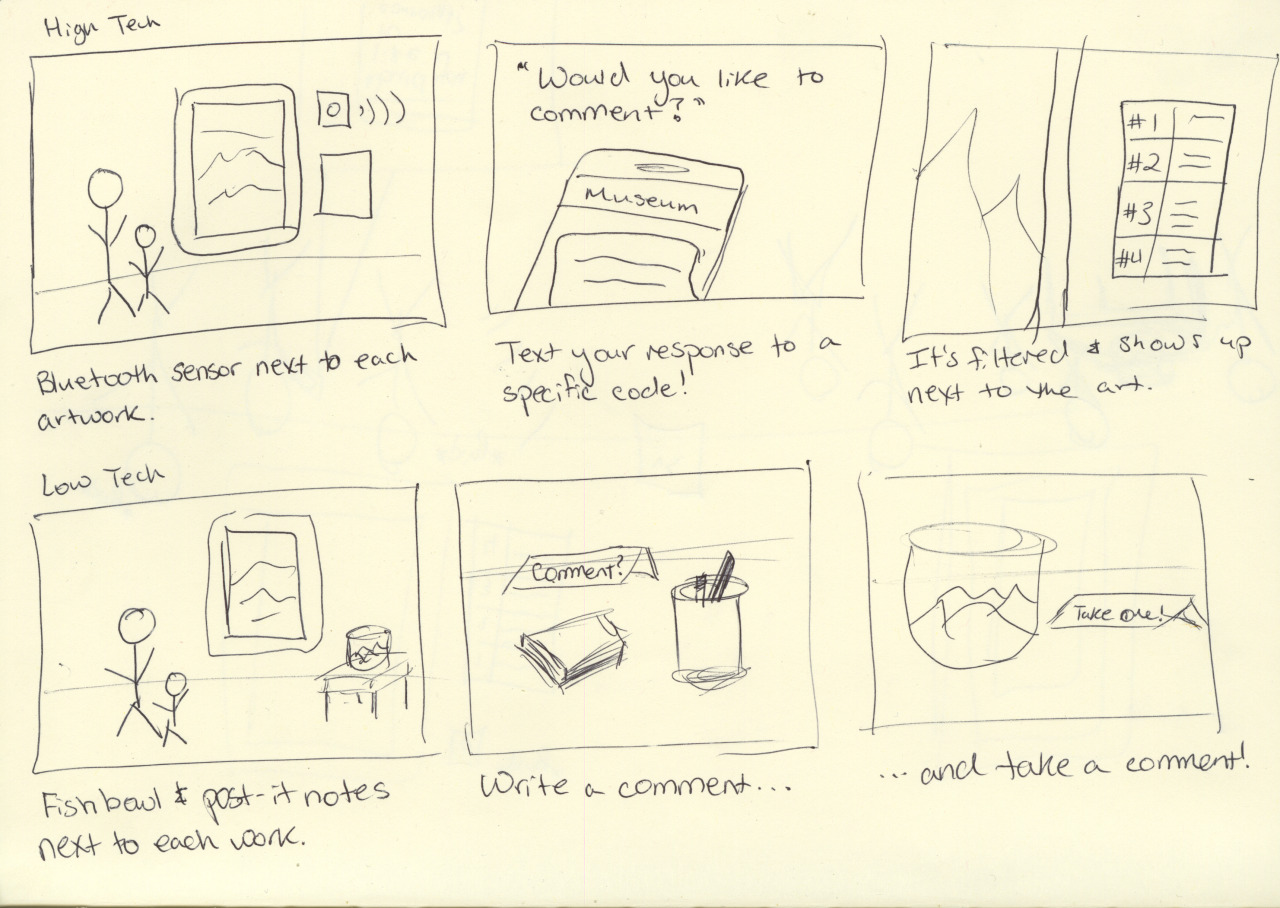 High Tech
"Would you like to
comment?"
Museum
#1
#2
#3
#4
Bluetooth sensor next to each
artwork.
Text your response to a
specific code!
It's filtered & shows up
next to the art.
Low Tech
Comment?
Take one!
Fishbowl & post-it notes
next to each work.
Write a comment...
...and take a comment!